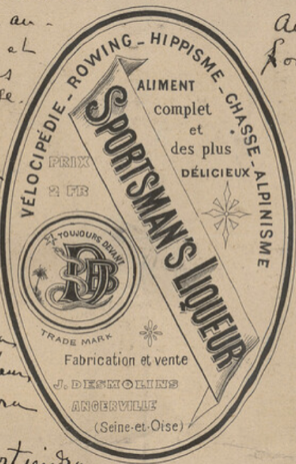 VÉLOCIPÉDIE - ROWING - HIPPISME - CHASSE - ALPINISME
SPORTSMAN'S LIQUEUR
ALIMENT
complet
et
des plus
DÉLICIEUX
PRIX
2 FR
TOUJOURS DEVANT
TRADE MARK
Fabrication et vente
J. DESMOLINS
ANGERVILLE
(Seine-et-Oise)